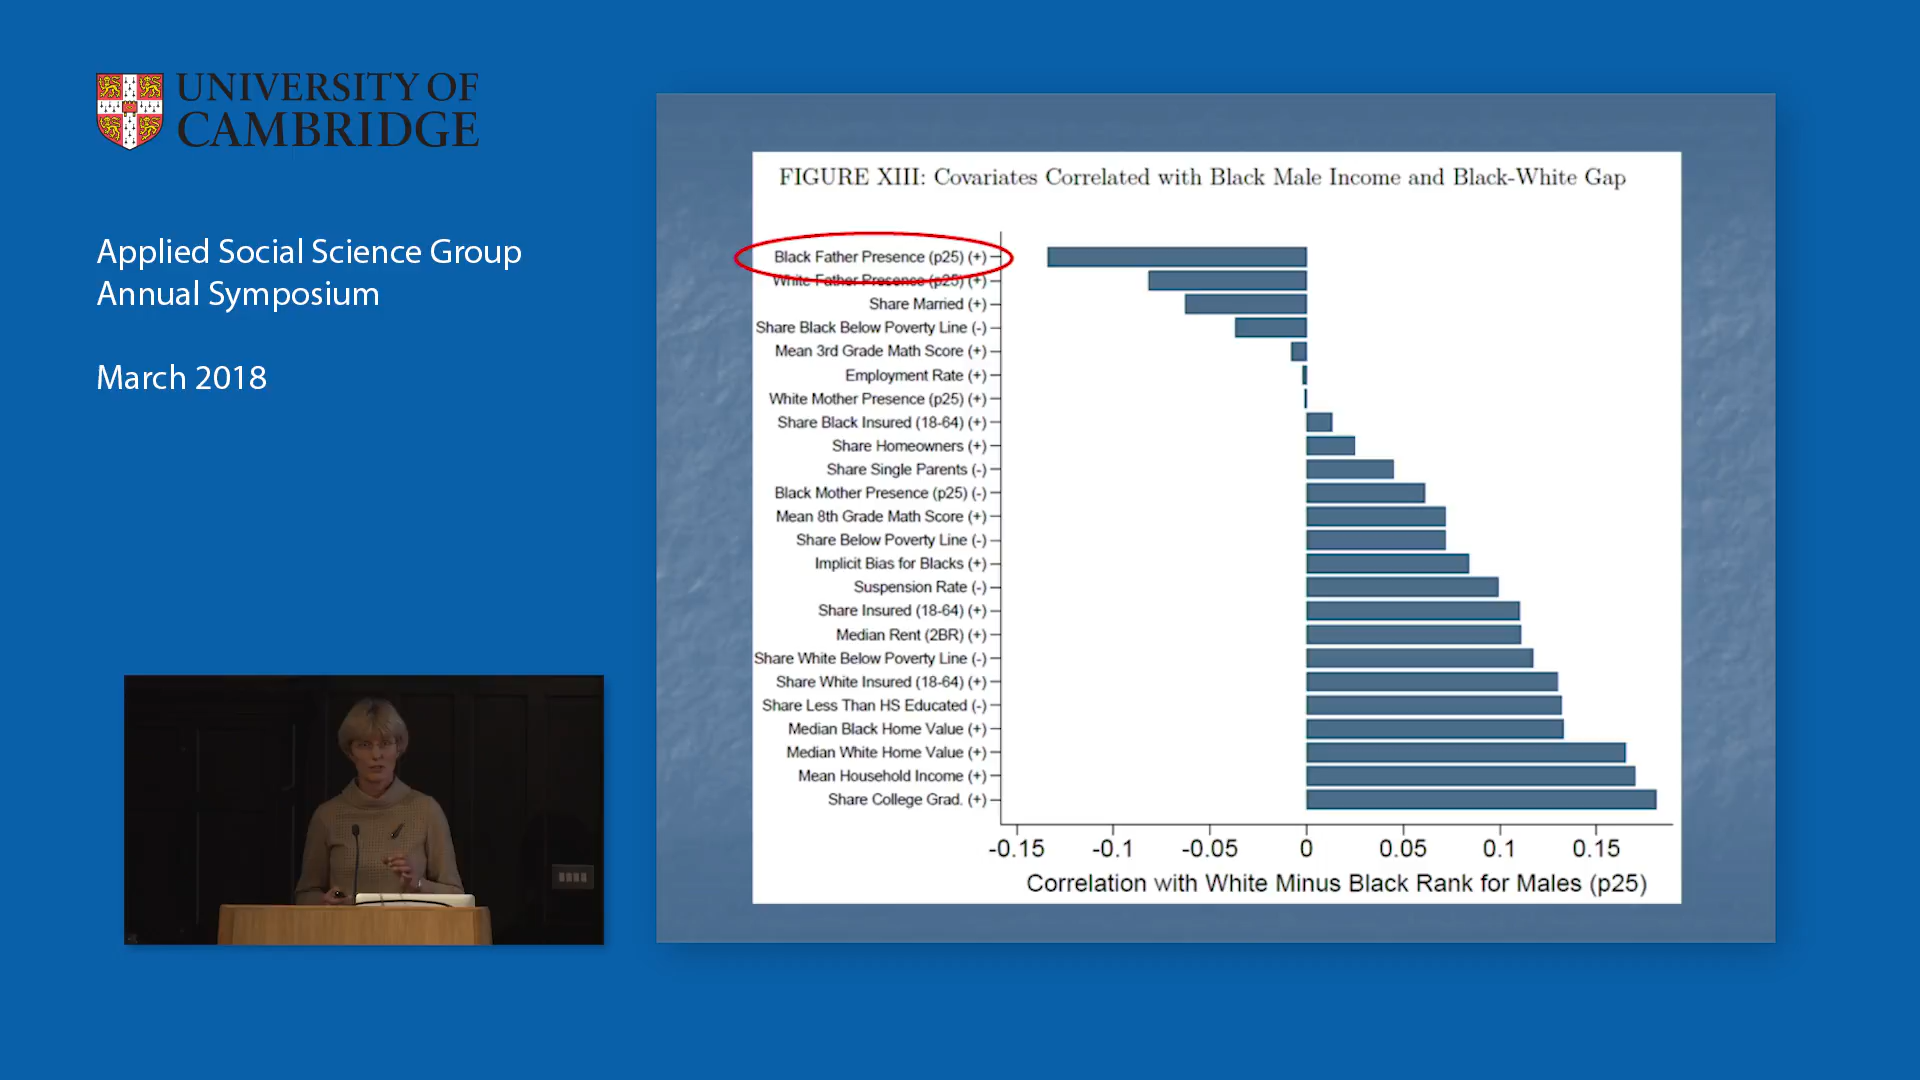 UNIVERSITY OF
CAMBRIDGE
Applied Social Science Group
Annual Symposium
March 2018
FIGURE XIII: Covariates Correlated with Black Male Income and Black-White Gap
Black Father Presence (p25) (+)
White Father Presence (p25) (+)
Share Married (+)
Share Black Below Poverty Line (-)
Mean 3rd Grade Math Score (+)
Employment Rate (+)
White Mother Presence (p25) (+)
Share Black Insured (18-64) (+)
Share Homeowners (+)
Share Single Parents (-)
Black Mother Presence (p25) (-)
Mean 8th Grade Math Score (+)
Share Below Poverty Line (-)
Implicit Bias for Blacks (+)
Suspension Rate (-)
Share Insured (18-64) (+)
Median Rent (2BR) (+)
Share White Below Poverty Line (-)
Share White Insured (18-64) (+)
Share Less Than HS Educated (-)
Median Black Home Value (+)
Median White Home Value (+)
Mean Household Income (+)
Share College Grad. (+)
-0.15 -0.1 -0.05 0 0.05 0.1 0.15
Correlation with White Minus Black Rank for Males (p25)